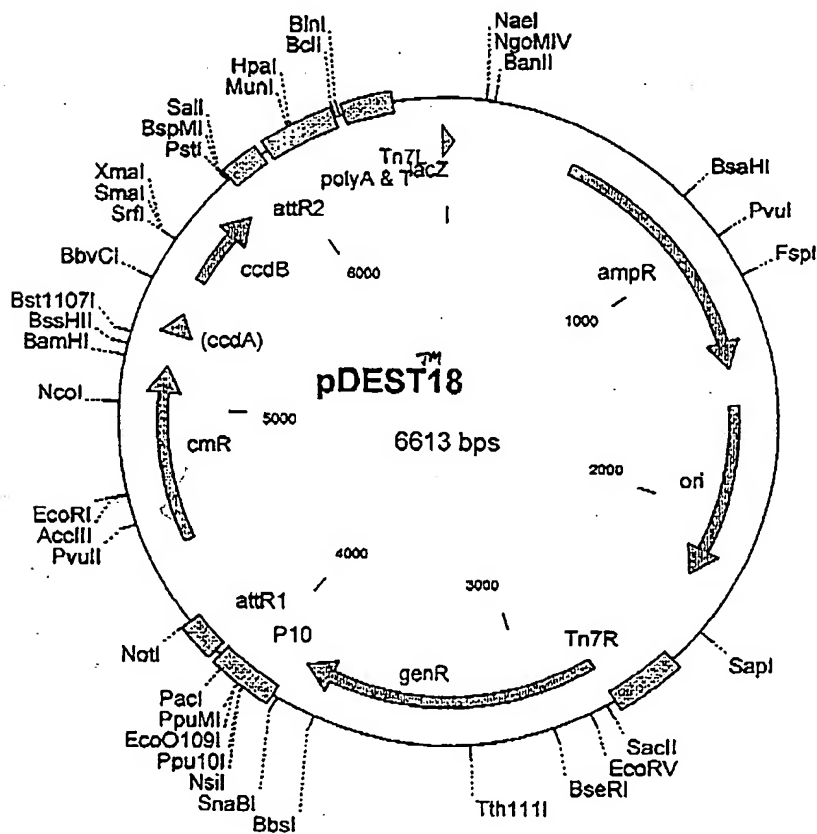 BlnI
BclI
HpaI
MunI
SalI
BspMI
PstI
XmaI
SmaI
SrfI
BbvCI
Bst1107I
BssHII
BamHI
NcoI
EcoRI
AccIII
PvuII
NotI
PacI
PpuMI
EcoO109I
Ppu10I
NsiI
SnaBI
BbsI
Tth111I
BseRI
EcoRV
SacII
SapI
FspI
PvuI
BsaHI
BanII
NgoMIV
NaeI
Tn7L
lacZ
polyA & T
attR2
6000
ccdB
(ccdA)
ampR
1000
pDEST™18
6613 bps
5000
cmR
2000
ori
4000
3000
attR1
P10
genR
Tn7R